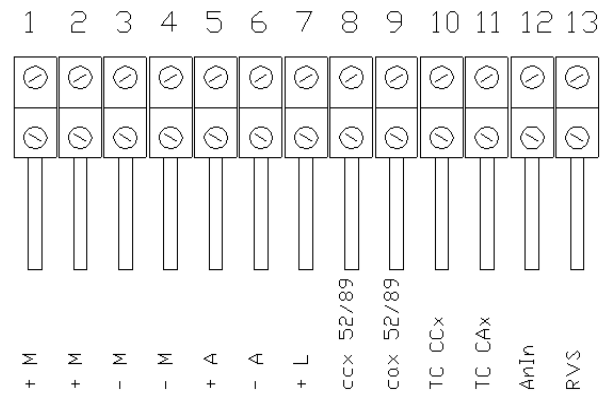 1 2 3 4 5 6 7 8 9 10 11 12 13
+ M
+ M
- M
- M
+ A
- A
+ L
ccx 52/89
cax 52/89
TC CCx
TC CAx
AnIn
RVS